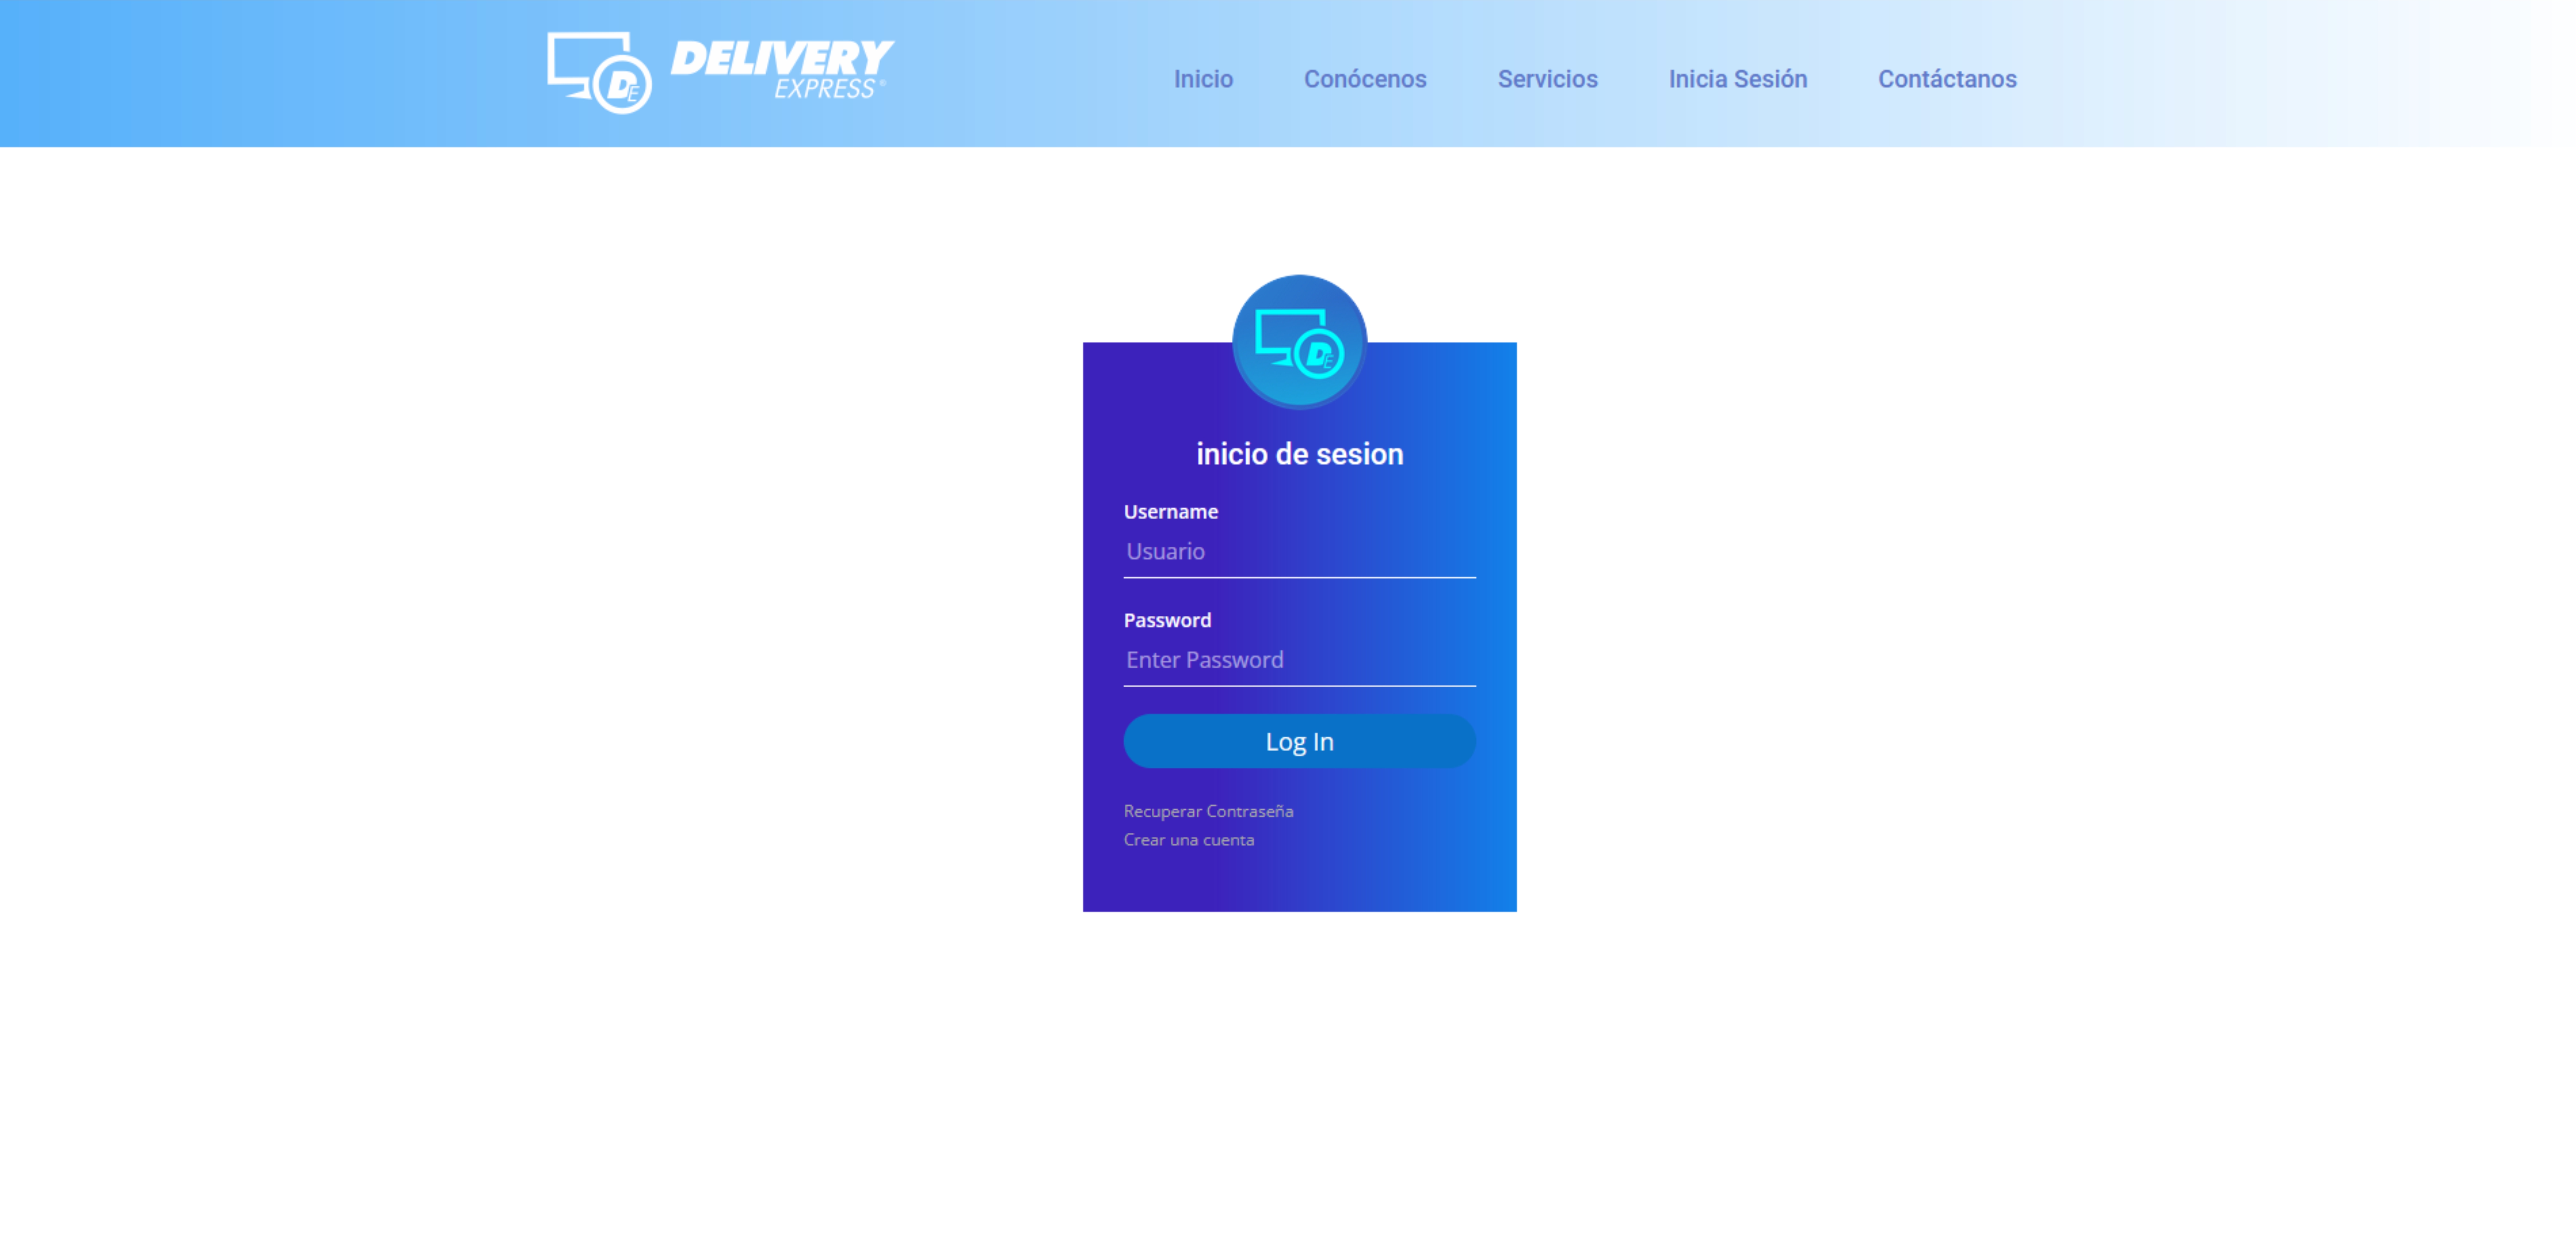 DELIVERY
EXPRESS®
DE
Inicio Conócenos Servicios Inicia Sesión Contáctanos
DE
inicio de sesion
Username
Usuario
Password
Enter Password
Log In
Recuperar Contraseña
Crear una cuenta